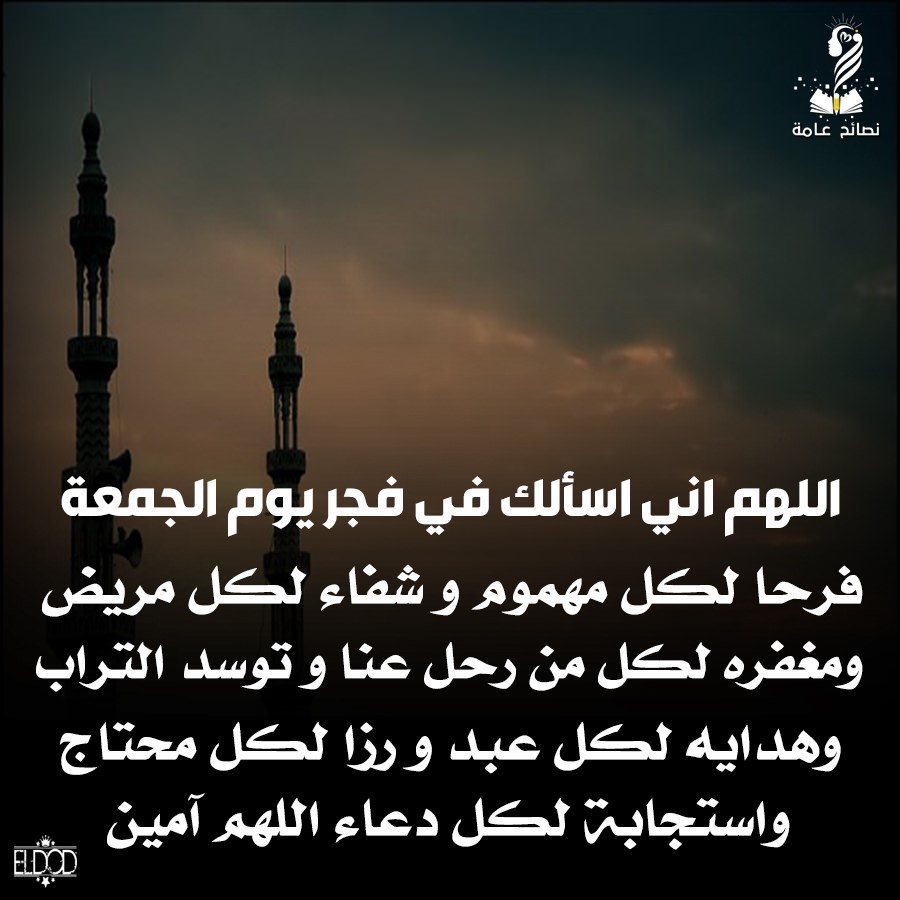 نصائح عامة
اللهم اني اسألك في فجر يوم الجمعة
فرحا لكل مهموم و شفاء لكل مريض
ومغفره لكل من رحل عنا و توسد التراب
وهدايه لكل عبد و رزا لكل محتاج
واستجابة لكل دعاء اللهم آمين
ELDOD